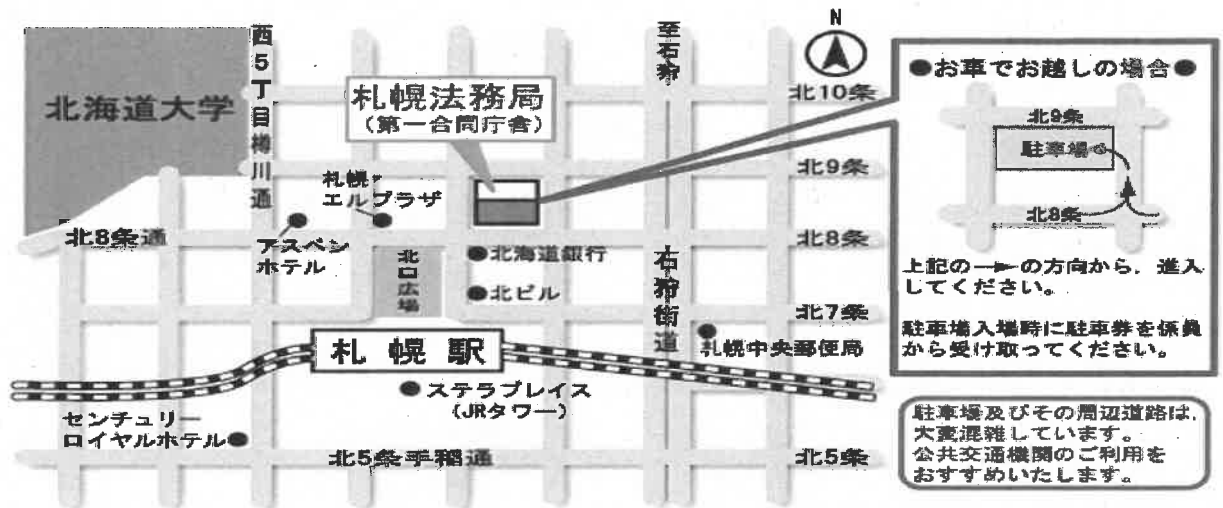 北海道大学
西5丁目樽川通
札幌法務局
(第一合同庁舎)
至石狩
N
北10条
北9条
北8条
北7条
北5条
札幌
エルプラザ
アスペン
ホテル
北8条通
北海道銀行
北ビル
北口広場
石狩街道
札幌中央郵便局
札幌駅
ステラプレイス
(JRタワー)
センチュリー
ロイヤルホテル
北5条手稲通
●お車でお越しの場合●
北9条
駐車場
北8条
上記の→の方向から、進入
してください。
駐車場入場時に駐車券を係員
から受け取ってください。
駐車場及びその周辺道路は、
大変混雑しています。
公共交通機関のご利用を
おすすめいたします。